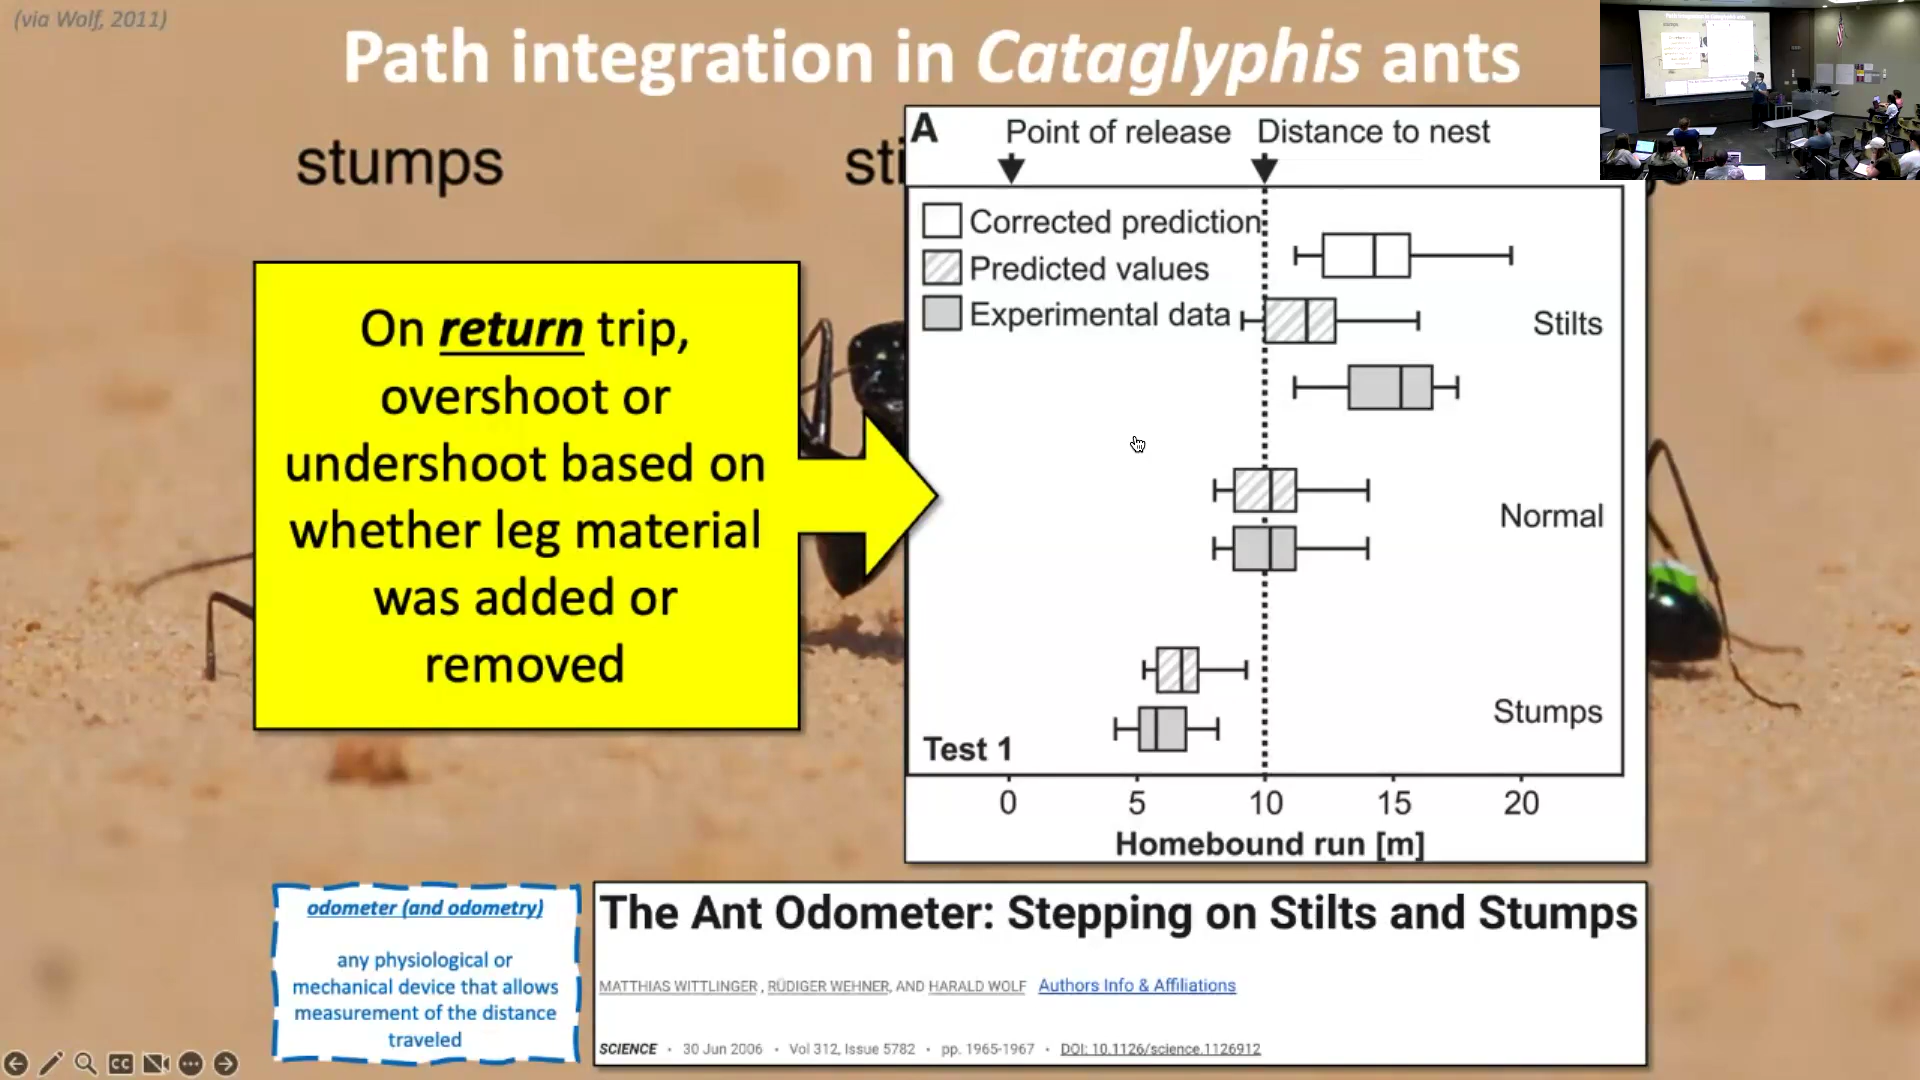 (via Wolf, 2011)
Path integration in Cataglyphis ants
stumps
sti
A
Point of release
Distance to nest
Corrected prediction
Predicted values
Experimental data
Stilts
Normal
Stumps
Test 1
0 5 10 15 20
Homebound run [m]
On return trip,
overshoot or
undershoot based on
whether leg material
was added or
removed
odometer (and odometry)
any physiological or
mechanical device that allows
measurement of the distance
traveled
The Ant Odometer: Stepping on Stilts and Stumps
MATTHIAS WITTLINGER, RÜDIGER WEHNER, AND HARALD WOLF Authors Info & Affiliations
SCIENCE • 30 Jun 2006 • Vol 312, Issue 5782 • pp. 1965-1967 • DOI: 10.1126/science.1126912
CC